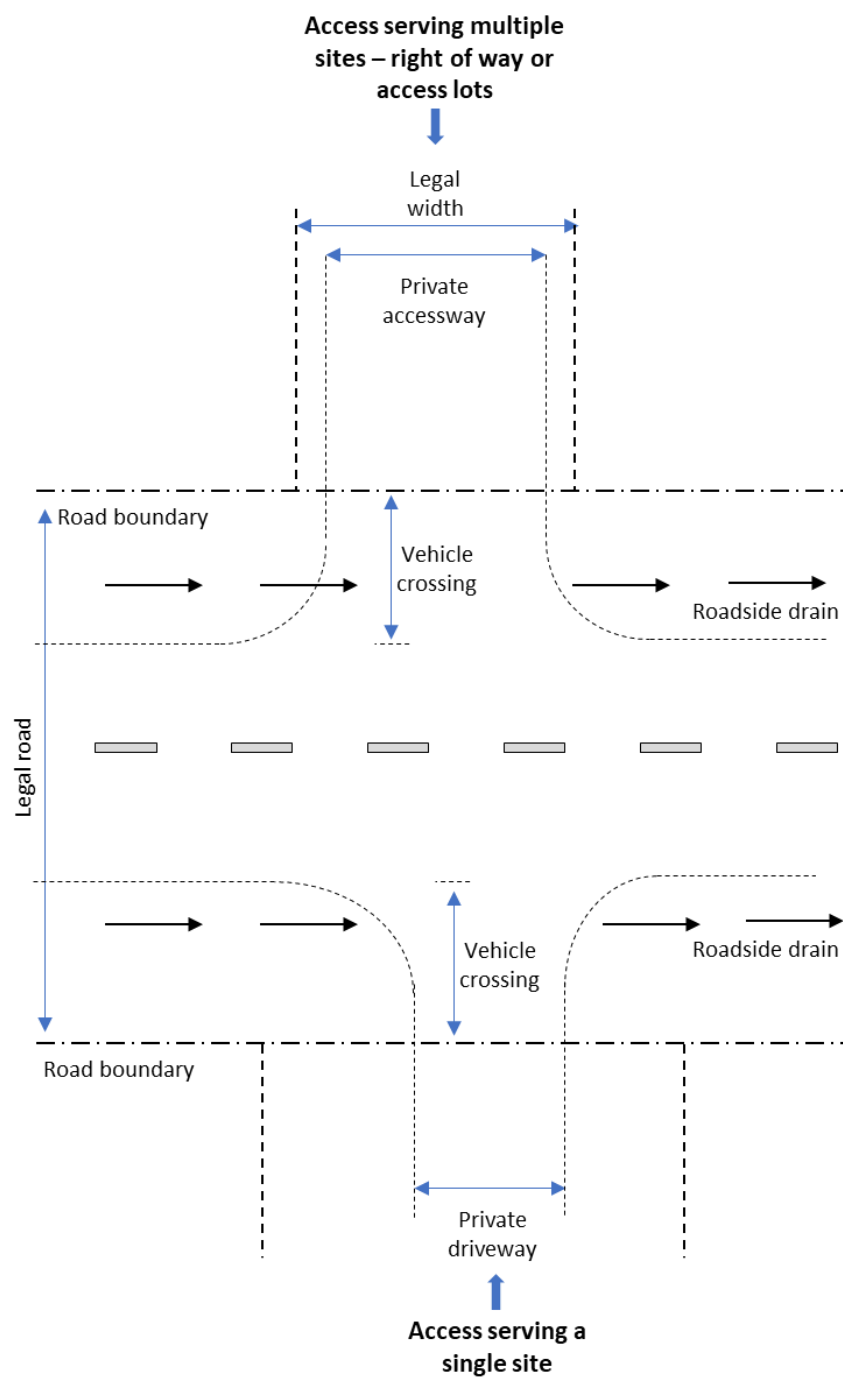 Access serving multiple
sites – right of way or
access lots
Legal
width
Private
accessway
Road boundary
Vehicle
crossing
Roadside drain
Legal road
Vehicle
crossing
Roadside drain
Road boundary
Private
driveway
Access serving a
single site